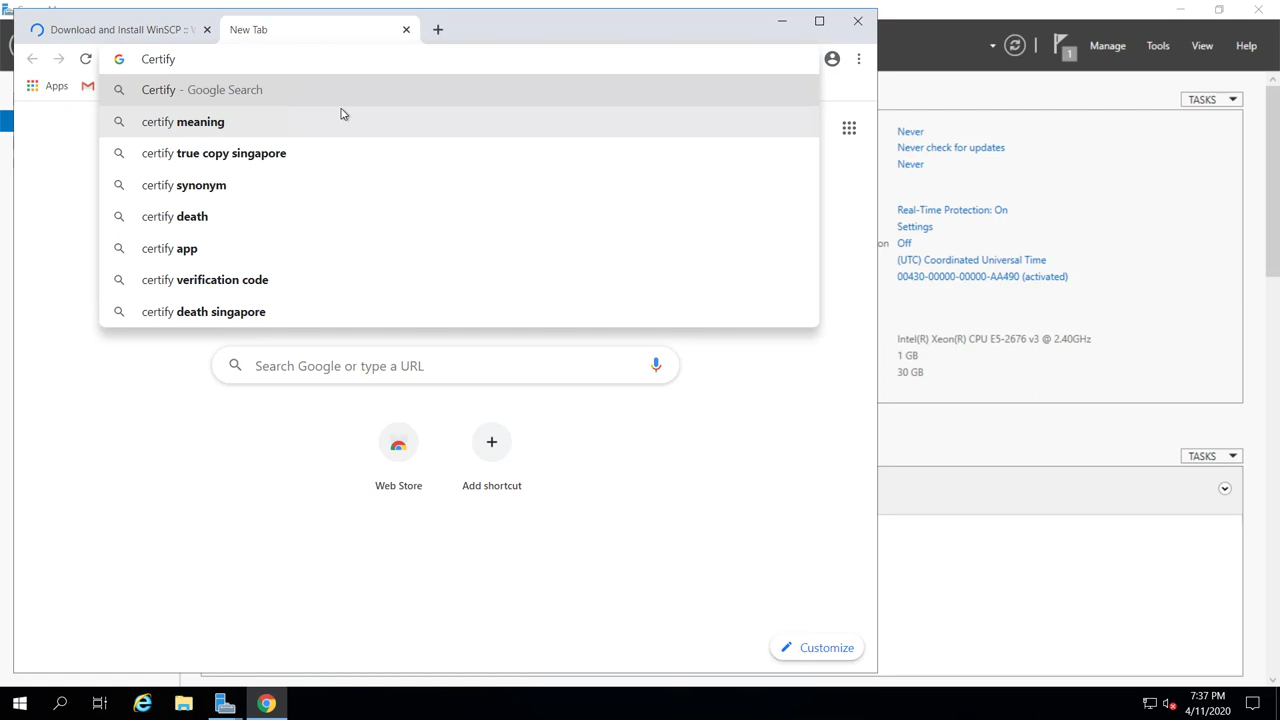 Download and Install WinSCP ::
New Tab
Certify
Apps
Certify - Google Search
certify meaning
certify true copy singapore
certify synonym
certify death
certify app
certify verification code
certify death singapore
Search Google or type a URL
Web Store
Add shortcut
Customize
1
Manage
Tools
View
Help
TASKS
Never
Never check for updates
Never
Real-Time Protection: On
Settings
on
Off
(UTC) Coordinated Universal Time
00430-00000-00000-AA490 (activated)
Intel(R) Xeon(R) CPU E5-2676 v3 @ 2.40GHz
1 GB
30 GB
TASKS
7:37 PM
4/11/2020